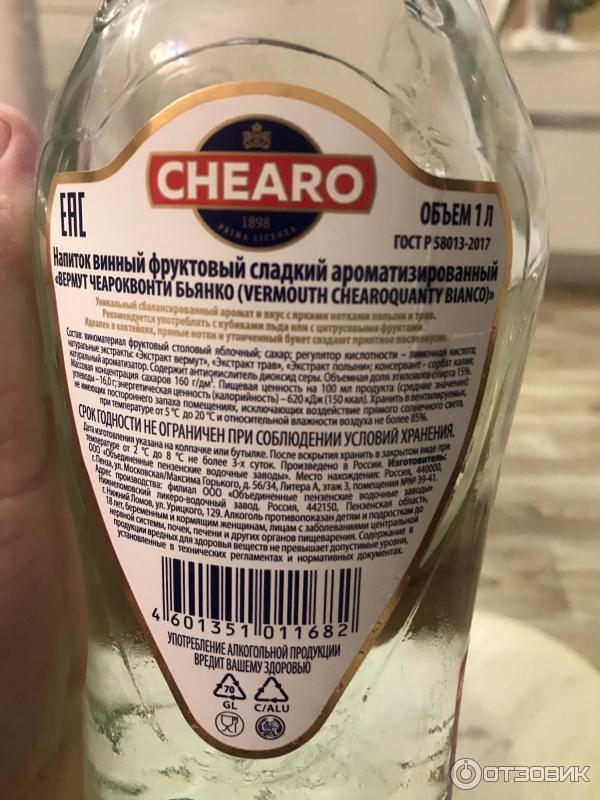 CHEARO
1898
PRIMA LICENZA
EAC
ОБЪЕМ 1 Л
ГОСТ Р 58013-2017
Напиток винный фруктовый сладкий ароматизированный
«ВЕРМУТ ЧЕАРОКВОНТИ БЬЯНКО (VERMOUTH CHEAROQUANTY BIANCO)»
Уникальный сбалансированный аромат и вкус с яркими нотками полыни и трав.
Рекомендуется употреблять с кубиками льда или с цитрусовыми фруктами.
Идеален в коктейлях, пряные нотки и утонченный букет создают приятное послевкусие.
Состав: виноматериал фруктовый столовый яблочный; сахар; регулятор кислотности – лимонная кислота;
натуральные экстракты: «Экстракт вермут», «Экстракт трав», «Экстракт полыни»; консервант - сорбат калия;
натуральный ароматизатор. Содержит антиокислитель диоксид серы. Объемная доля этилового спирта 15%.
Массовая концентрация сахаров 160 г/дм³. Пищевая ценность на 100 мл продукта (средние значения):
углеводы – 16,0 г; энергетическая ценность (калорийность) – 620 кДж (150 ккал). Хранить в вентилируемых,
не имеющих постороннего запаха помещениях, исключающих воздействие прямого солнечного света,
при температуре от 5 °С до 20 °С и относительной влажности воздуха не более 85%.
СРОК ГОДНОСТИ НЕ ОГРАНИЧЕН ПРИ СОБЛЮДЕНИИ УСЛОВИЙ ХРАНЕНИЯ.
Дата изготовления указана на колпачке или бутылке. После вскрытия хранить в закрытом виде при
температуре от 2 °С до 8 °С не более 3-х суток. Произведено в России. Изготовитель:
ООО «Объединенные пензенские водочные заводы». Место нахождения: Россия, 440000,
г. Пенза, ул. Московская/Максима Горького, д. 56/34, Литера А, этаж 3, помещения №№ 39-41.
Адрес производства: филиал ООО «Объединенные пензенские водочные заводы»
Нижнеломовский ликеро-водочный завод. Россия, 442150, Пензенская область,
г. Нижний Ломов, ул. Урицкого, 129. Алкоголь противопоказан детям и подросткам до
18 лет, беременным и кормящим женщинам, лицам с заболеваниями центральной
нервной системы, почек, печени и других органов пищеварения. Содержание в
продукции вредных для здоровья веществ не превышает допустимые уровни,
установленные в технических регламентах и нормативных документах.
4 601351 011682
УПОТРЕБЛЕНИЕ АЛКОГОЛЬНОЙ ПРОДУКЦИИ
ВРЕДИТ ВАШЕМУ ЗДОРОВЬЮ
70
GL
C/ALU
CHEARO
ОТЗОВИК